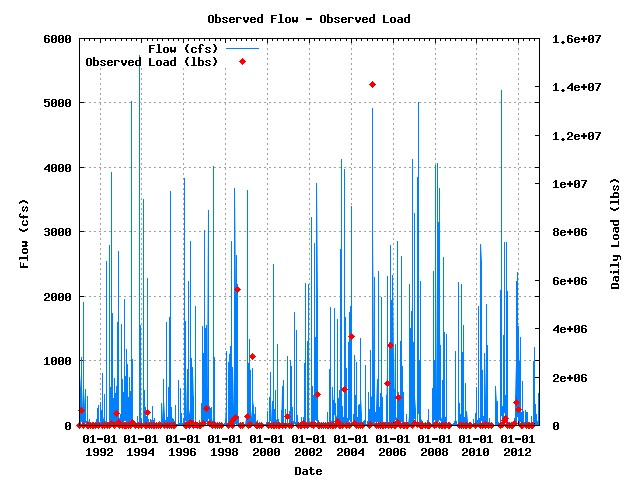 Observed Flow - Observed Load
Flow (cfs)
Observed Load (lbs)
6000
5000
4000
3000
2000
1000
0
1.6e+07
1.4e+07
1.2e+07
1e+07
8e+06
6e+06
4e+06
2e+06
0
Flow (cfs)
Daily Load (lbs)
01-01 01-01 01-01 01-01 01-01 01-01 01-01 01-01 01-01 01-01 01-01
1992 1994 1996 1998 2000 2002 2004 2006 2008 2010 2012
Date